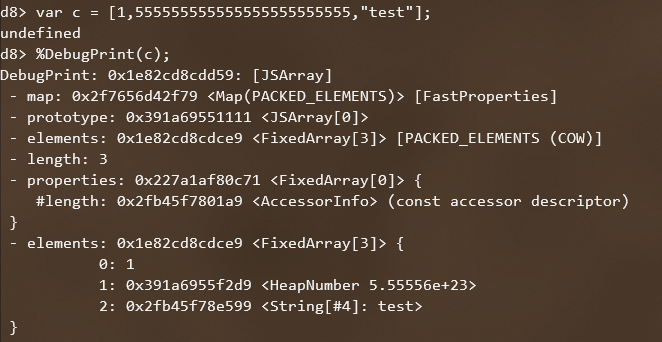 d8> var c = [1,555555555555555555555555,"test"];
undefined
d8> %DebugPrint(c);
DebugPrint: 0x1e82cd8cdd59: [JSArray]
 - map: 0x2f7656d42f79 <Map(PACKED_ELEMENTS)> [FastProperties]
 - prototype: 0x391a69551111 <JSArray[0]>
 - elements: 0x1e82cd8cdce9 <FixedArray[3]> [PACKED_ELEMENTS (COW)]
 - length: 3
 - properties: 0x227a1af80c71 <FixedArray[0]> {
    #length: 0x2fb45f7801a9 <AccessorInfo> (const accessor descriptor)
 }
 - elements: 0x1e82cd8cdce9 <FixedArray[3]> {
           0: 1
           1: 0x391a6955f2d9 <HeapNumber 5.55556e+23>
           2: 0x2fb45f78e599 <String[#4]: test>
 }